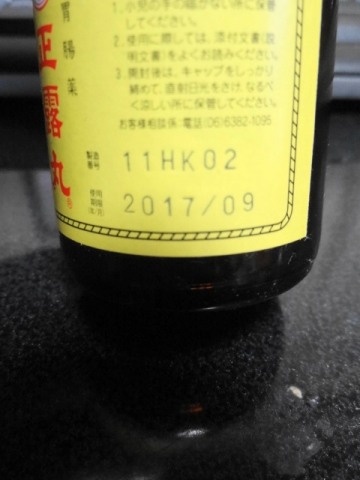 胃腸薬
正露丸
1. 小児の手の届かない所に保管
してください。
2. 使用に際しては、添付文書(説
明文書)をよくお読みください。
3. 開封後は、キャップをしっかり
締めて、直射日光をさけ、なるべ
く涼しい所に保管してください。
お客様相談係:電話(06)6382-1095
製造番号 11HK02
使用期限(年/月) 2017/09